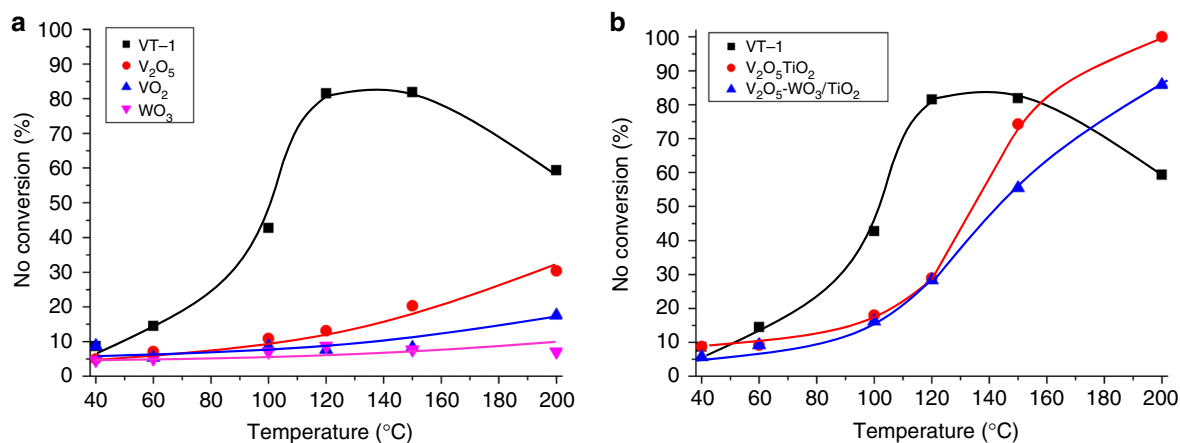 a
No conversion (%)
100
90
80
70
60
50
40
30
20
10
0
VT–1
V₂O₅
VO₂
WO₃
40 60 80 100 120 140 160 180 200
Temperature (°C)
b
No conversion (%)
100
90
80
70
60
50
40
30
20
10
0
VT–1
V₂O₅TiO₂
V₂O₅-WO₃/TiO₂
40 60 80 100 120 140 160 180 200
Temperature (°C)